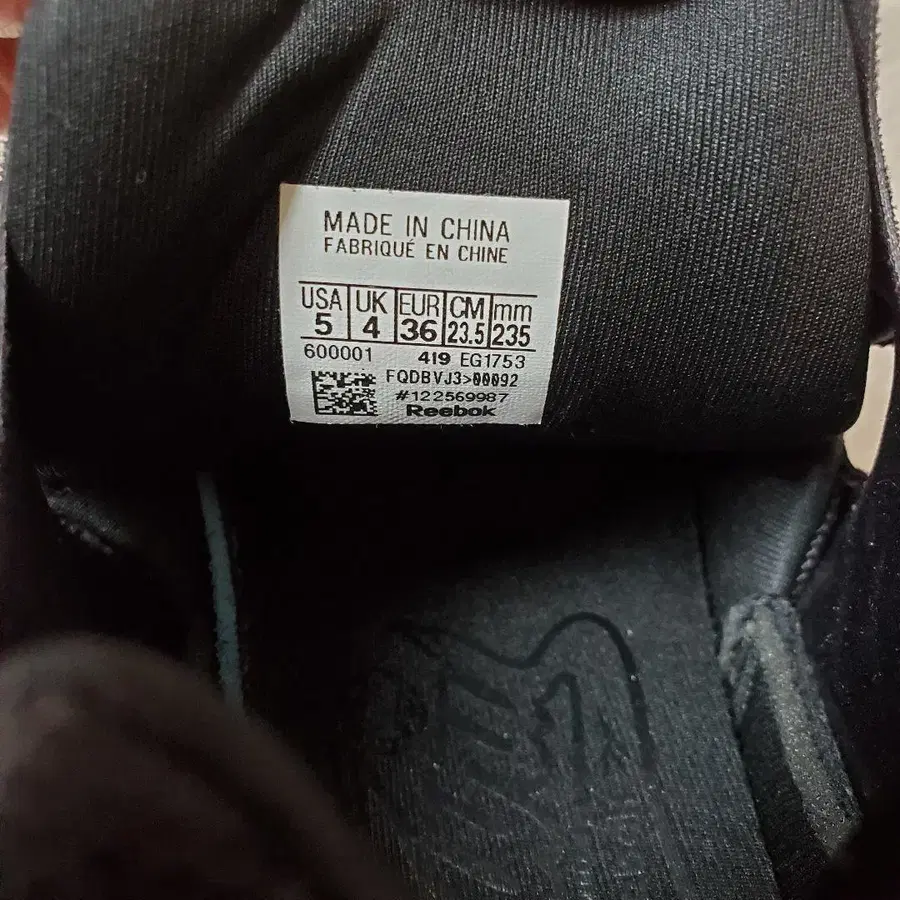 MADE IN CHINA
FABRIQUÉ EN CHINE
USA UK EUR CM mm
5 4 36 23.5 235
600001 419 EG1753
FQDBVJ3>00092
#122569987
Reebok